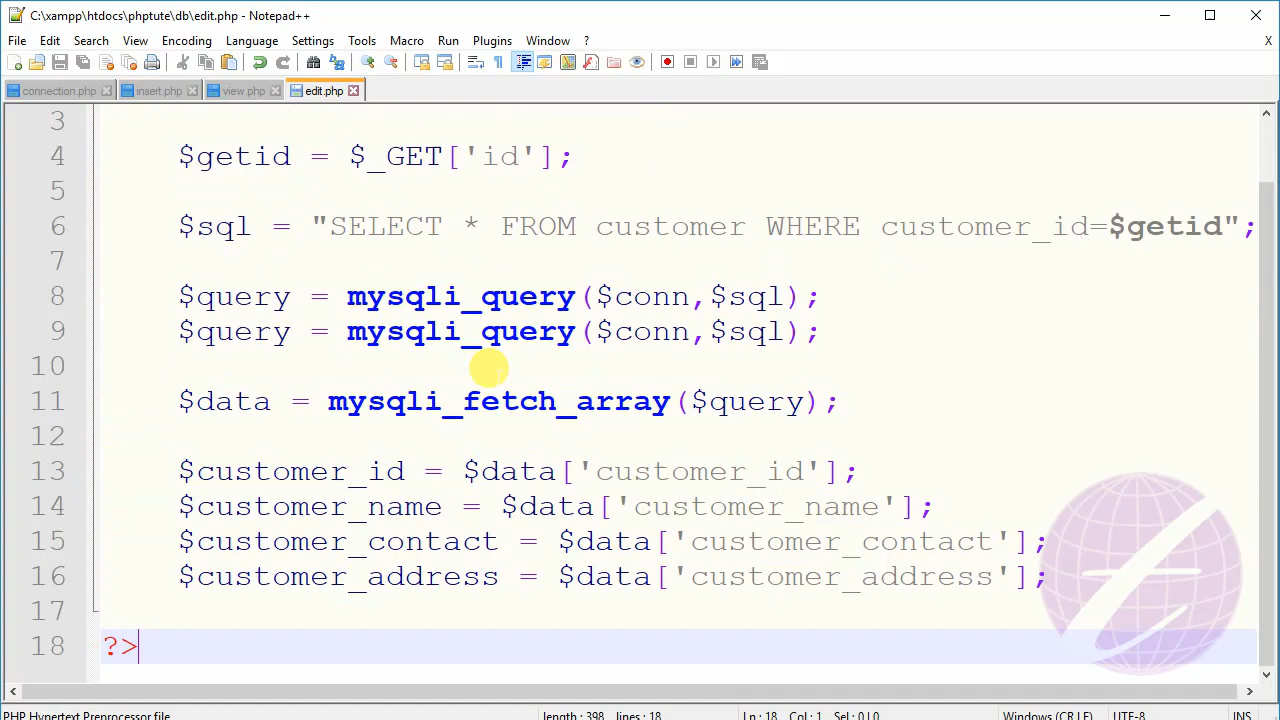 C:\xampp\htdocs\phptute\db\edit.php - Notepad++
File Edit Search View Encoding Language Settings Tools Macro Run Plugins Window ? X
connection.php insert.php view.php edit.php
3
4 $getid = $_GET['id'];
5
6 $sql = "SELECT * FROM customer WHERE customer_id=$getid";
7
8 $query = mysqli_query($conn,$sql);
9 $query = mysqli_query($conn,$sql);
10
11 $data = mysqli_fetch_array($query);
12
13 $customer_id = $data['customer_id'];
14 $customer_name = $data['customer_name'];
15 $customer_contact = $data['customer_contact'];
16 $customer_address = $data['customer_address'];
17
18 ?>
PHP Hypertext Preprocessor file length : 398 lines : 18 Ln : 18 Col : 1 Sel : 0 | 0 Windows (CR LF) UTF-8 INS